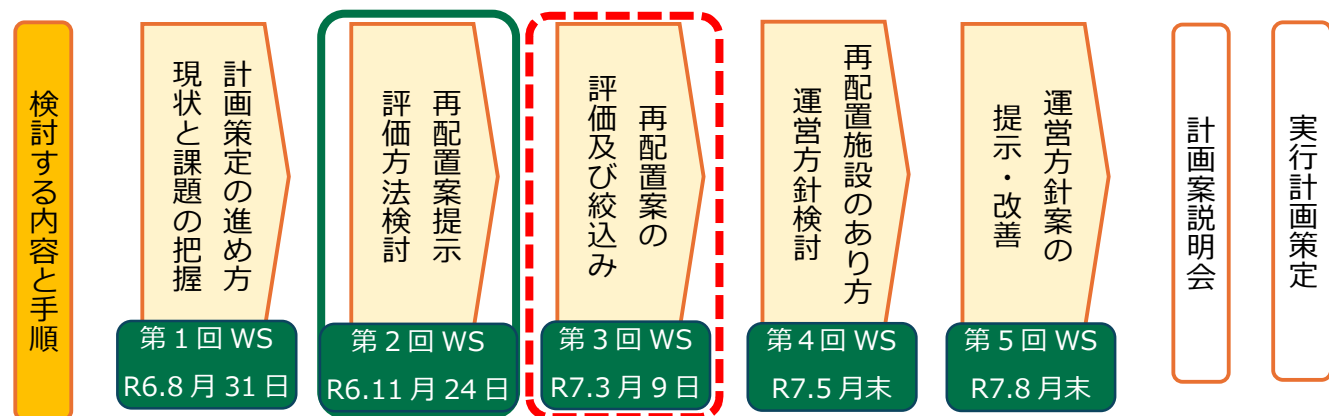 検討する内容と手順
計画策定の進め方
現状と課題の把握
第1回 WS
R6.8月31日
再配置案提示
評価方法検討
第2回 WS
R6.11月24日
再配置案の
評価及び絞込み
第3回 WS
R7.3月9日
再配置施設のあり方
運営方針検討
第4回 WS
R7.5月末
運営方針案の
提示・改善
第5回 WS
R7.8月末
計画案説明会
実行計画策定